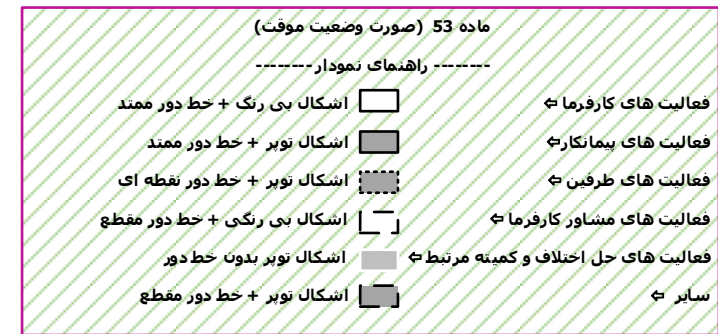 ماده 53 (صورت وضعیت موقت)
-------- راهنمای نمودار--------
فعالیت های کارفرما ⇦ اشکال بی رنگ + خط دور ممتد
فعالیت های پیمانکار⇦ اشکال توپر + خط دور ممتد
فعالیت های طرفین ⇦ اشکال توپر + خط دور نقطه ای
فعالیت های مشاور کارفرما ⇦ اشکال بی رنگی + خط دور مقطع
فعالیت های حل اختلاف و کمیته مرتبط ⇦ اشکال توپر بدون خط دور
سایر ⇦ اشکال توپر + خط دور مقطع